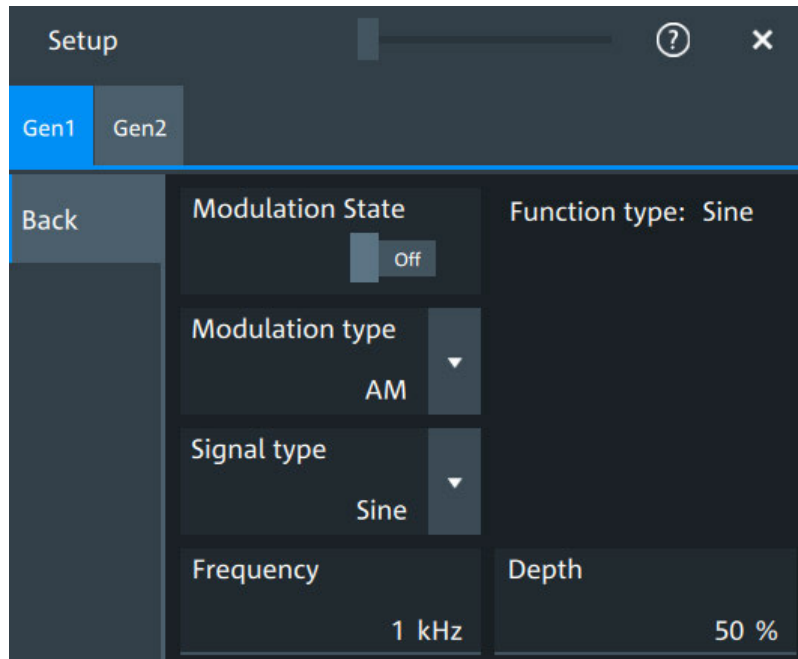 Setup
Gen1 Gen2
Back
Modulation State
Off
Function type: Sine
Modulation type
AM
Signal type
Sine
Frequency
1 kHz
Depth
50 %